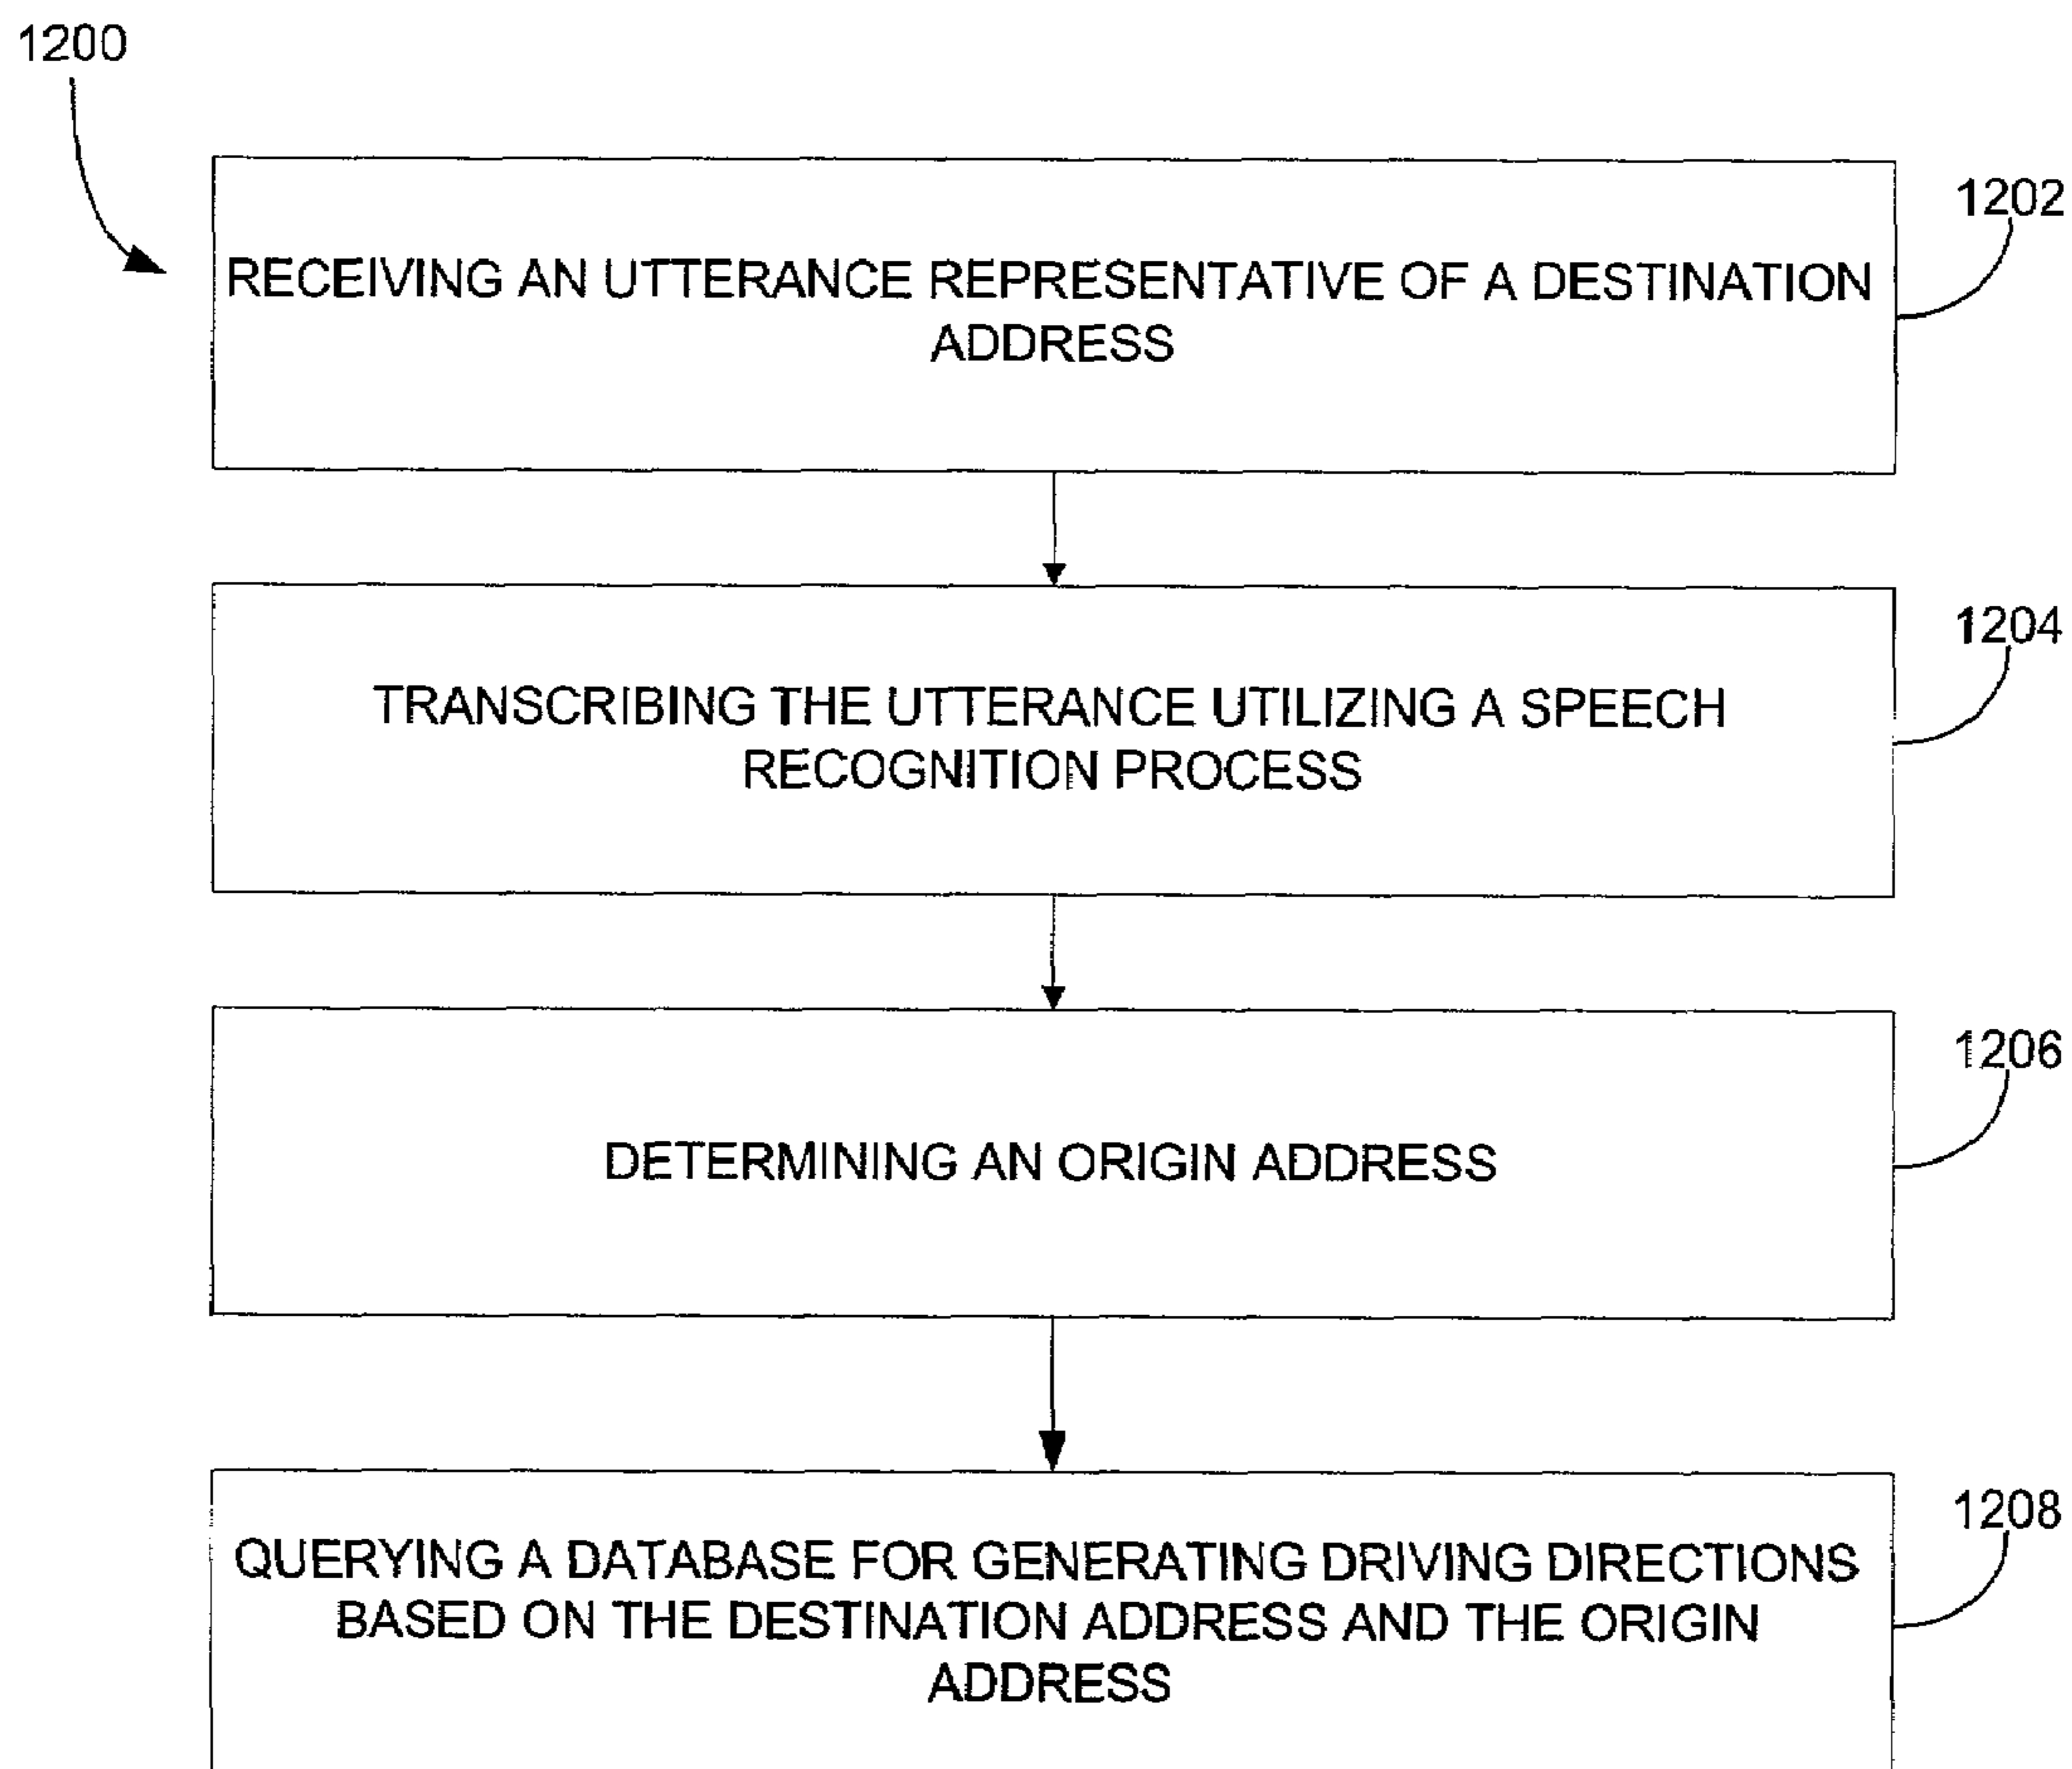 1200
1202
RECEIVING AN UTTERANCE REPRESENTATIVE OF A DESTINATION
ADDRESS
1204
TRANSCRIBING THE UTTERANCE UTILIZING A SPEECH
RECOGNITION PROCESS
1206
DETERMINING AN ORIGIN ADDRESS
1208
QUERYING A DATABASE FOR GENERATING DRIVING DIRECTIONS
BASED ON THE DESTINATION ADDRESS AND THE ORIGIN
ADDRESS